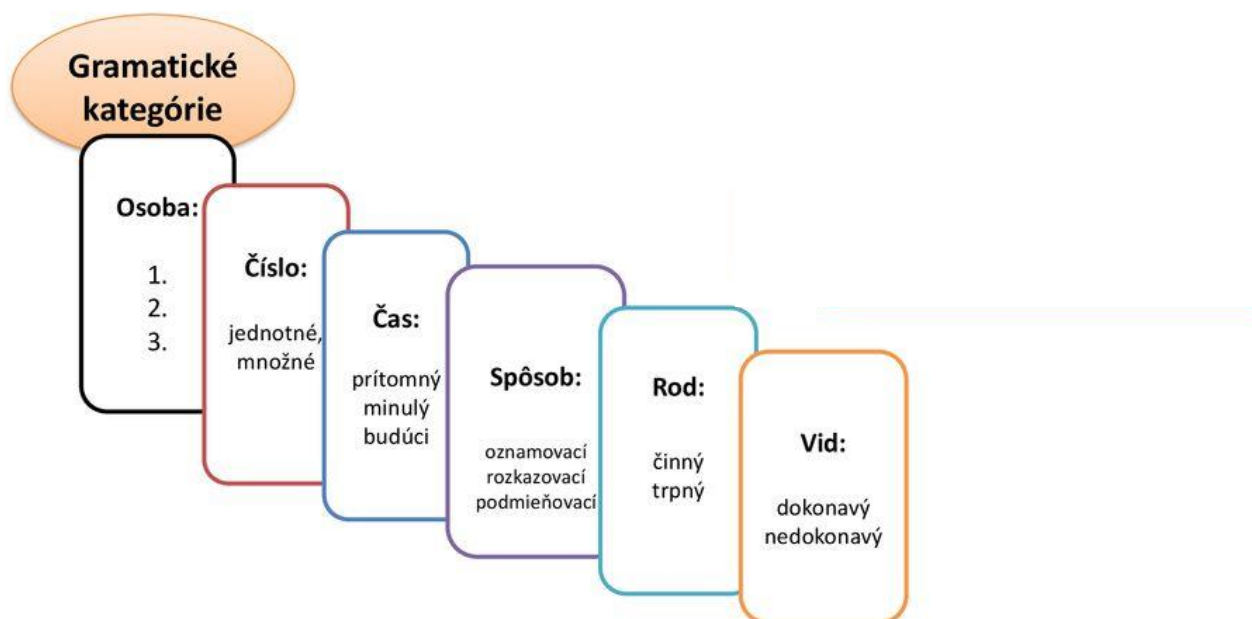 Gramatické
kategórie
Osoba:
1.
2.
3.
Číslo:
jednotné,
množné
Čas:
prítomný
minulý
budúci
Spôsob:
oznamovací
rozkazovací
podmieňovací
Rod:
činný
trpný
Vid:
dokonavý
nedokonavý